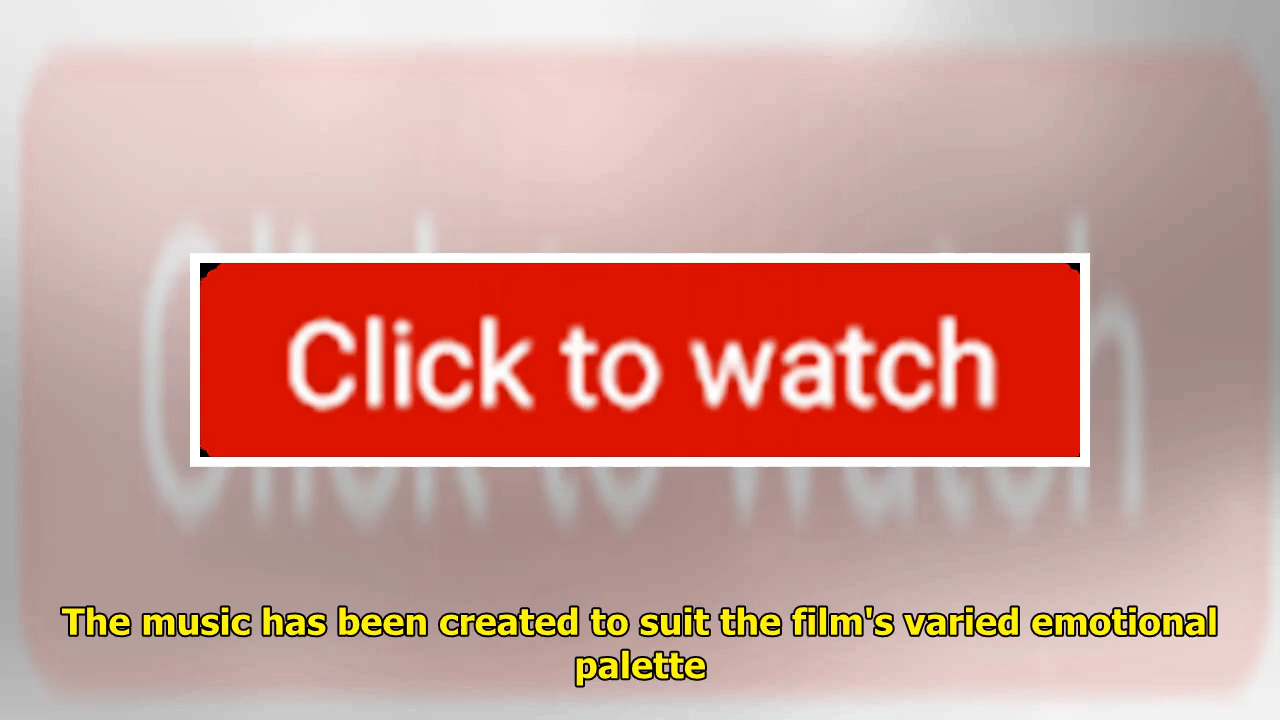 Click to watch
The music has been created to suit the film's varied emotional
palette